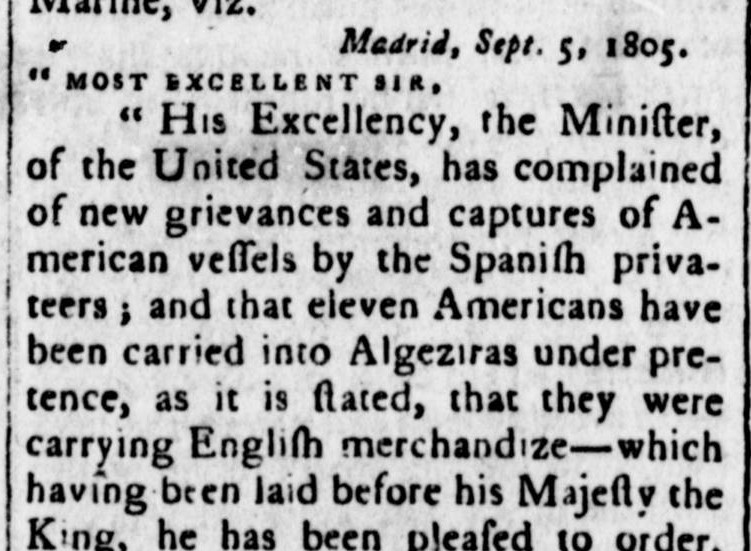 Marine, viz.
Madrid, Sept. 5, 1805.
“ MOST EXCELLENT SIR,
“ His Excellency, the Miniſter,
of the United States, has complained
of new grievances and captures of A-
merican veſſels by the Spaniſh priva-
teers ; and that eleven Americans have
been carried into Algeziras under pre-
tence, as it is ſtated, that they were
carrying Engliſh merchandize—which
having been laid before his Majeſty the
King, he has been pleaſed to order,